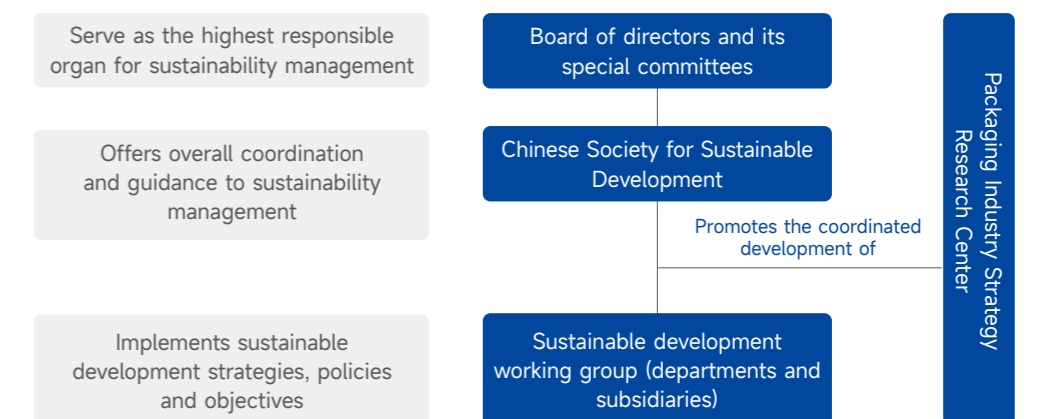 Serve as the highest responsible
organ for sustainability management
Board of directors and its
special committees
Offers overall coordination
and guidance to sustainability
management
Chinese Society for Sustainable
Development
Promotes the coordinated
development of
Implements sustainable
development strategies, policies
and objectives
Sustainable development
working group (departments and
subsidiaries)
Packaging Industry Strategy
Research Center